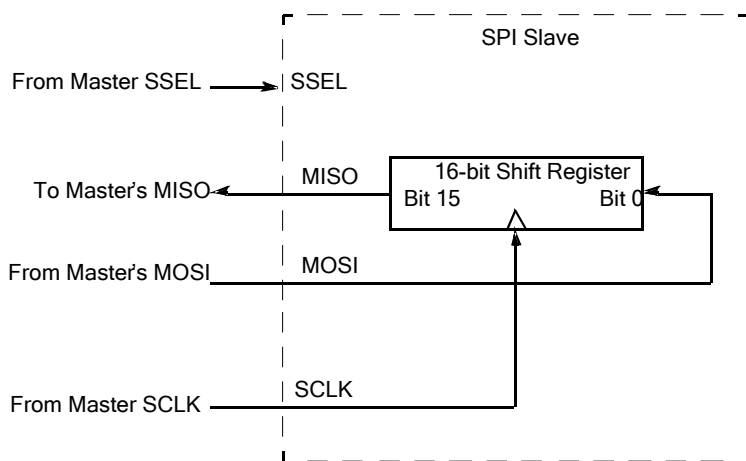 SPI Slave
From Master SSEL
SSEL
16-bit Shift Register
MISO
To Master's MISO
Bit 15
Bit 0
From Master's MOSI
MOSI
SCLK
From Master SCLK